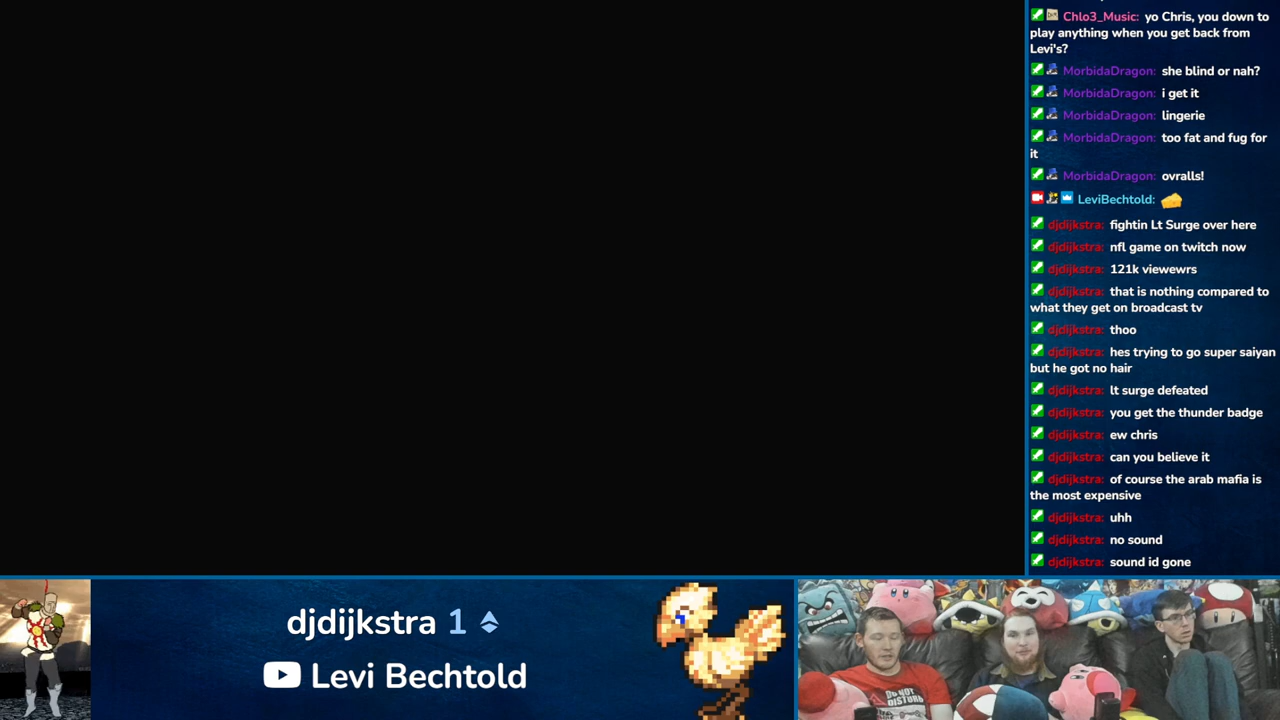 Chlo3_Music: yo Chris, you down to
play anything when you get back from
Levi's?
MorbidaDragon: she blind or nah?
MorbidaDragon: i get it
MorbidaDragon: lingerie
MorbidaDragon: too fat and fug for
it
MorbidaDragon: ovralls!
LeviBechtold:
djdijkstra: fightin Lt Surge over here
djdijkstra: nfl game on twitch now
djdijkstra: 121k viewewrs
djdijkstra: that is nothing compared to
what they get on broadcast tv
djdijkstra: thoo
djdijkstra: hes trying to go super saiyan
but he got no hair
djdijkstra: lt surge defeated
djdijkstra: you get the thunder badge
djdijkstra: ew chris
djdijkstra: can you believe it
djdijkstra: of course the arab mafia is
the most expensive
djdijkstra: uhh
djdijkstra: no sound
djdijkstra: sound id gone
djdijkstra 1
Levi Bechtold
DO NOT
DISTURB